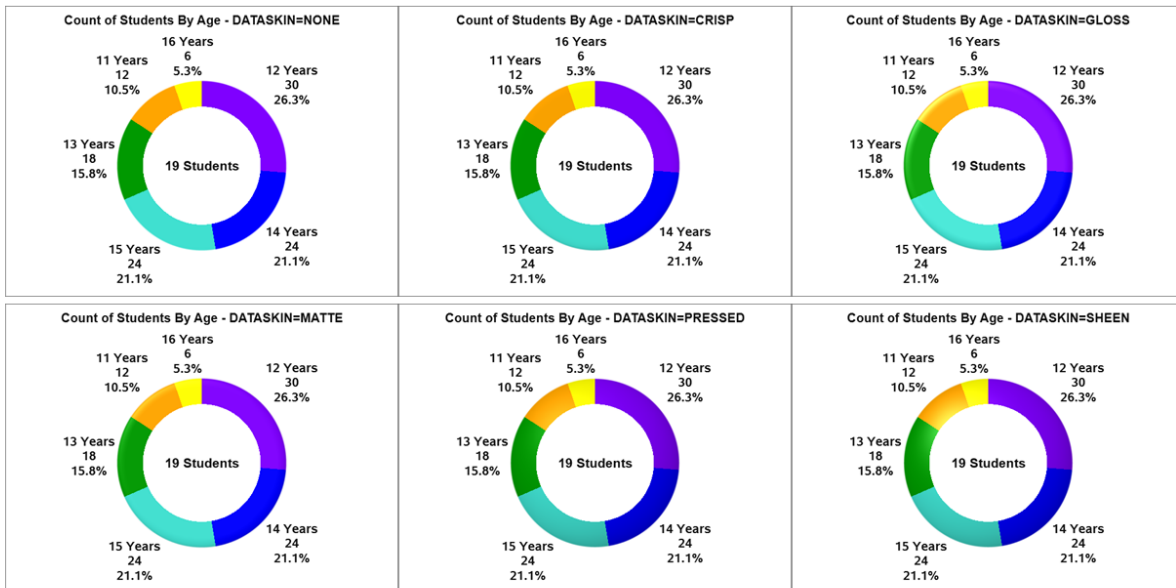 Count of Students By Age - DATASKIN=NONE
16 Years
6
5.3%
11 Years
12
10.5%
12 Years
30
26.3%
13 Years
18
15.8%
19 Students
15 Years
24
21.1%
14 Years
24
21.1%
Count of Students By Age - DATASKIN=CRISP
16 Years
6
5.3%
11 Years
12
10.5%
12 Years
30
26.3%
13 Years
18
15.8%
19 Students
15 Years
24
21.1%
14 Years
24
21.1%
Count of Students By Age - DATASKIN=GLOSS
16 Years
6
5.3%
11 Years
12
10.5%
12 Years
30
26.3%
13 Years
18
15.8%
19 Students
15 Years
24
21.1%
14 Years
24
21.1%
Count of Students By Age - DATASKIN=MATTE
16 Years
6
5.3%
11 Years
12
10.5%
12 Years
30
26.3%
13 Years
18
15.8%
19 Students
15 Years
24
21.1%
14 Years
24
21.1%
Count of Students By Age - DATASKIN=PRESSED
16 Years
6
5.3%
11 Years
12
10.5%
12 Years
30
26.3%
13 Years
18
15.8%
19 Students
15 Years
24
21.1%
14 Years
24
21.1%
Count of Students By Age - DATASKIN=SHEEN
16 Years
6
5.3%
11 Years
12
10.5%
12 Years
30
26.3%
13 Years
18
15.8%
19 Students
15 Years
24
21.1%
14 Years
24
21.1%